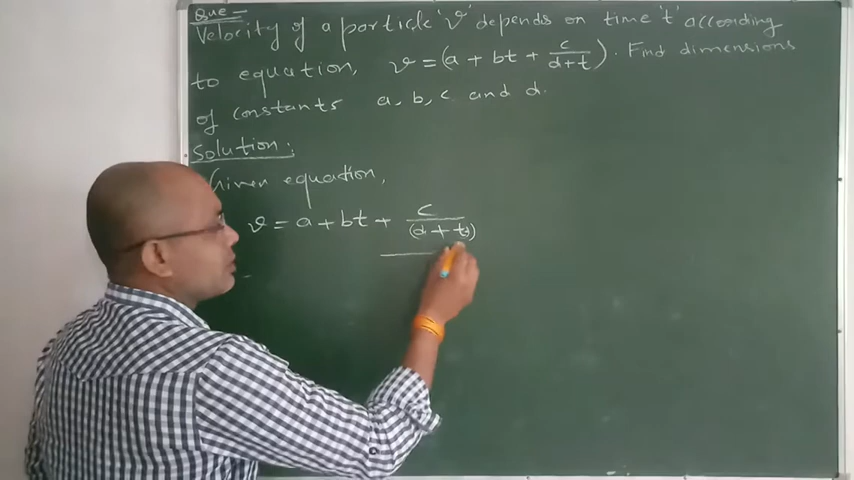 Que -
Velocity of a particle 'v' depends on time 't' according
to equation, v = (a + bt + c/(d+t)). Find dimensions
of constants a, b, c and d.
Solution:
Given equation,
v = a + bt + c/(d + t)